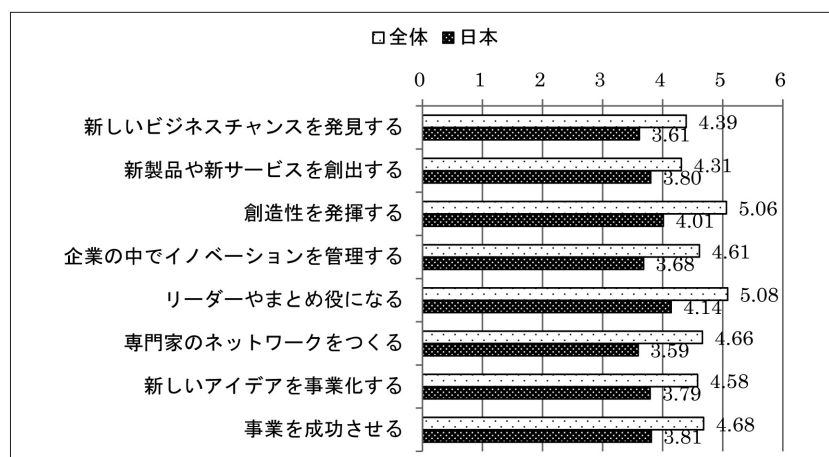 全体 日本
0 1 2 3 4 5 6
新しいビジネスチャンスを発見する 4.39
3.61
新製品や新サービスを創出する 4.31
3.80
創造性を発揮する 5.06
4.01
企業の中でイノベーションを管理する 4.61
3.68
リーダーやまとめ役になる 5.08
4.14
専門家のネットワークをつくる 4.66
3.59
新しいアイデアを事業化する 4.58
3.79
事業を成功させる 4.68
3.81